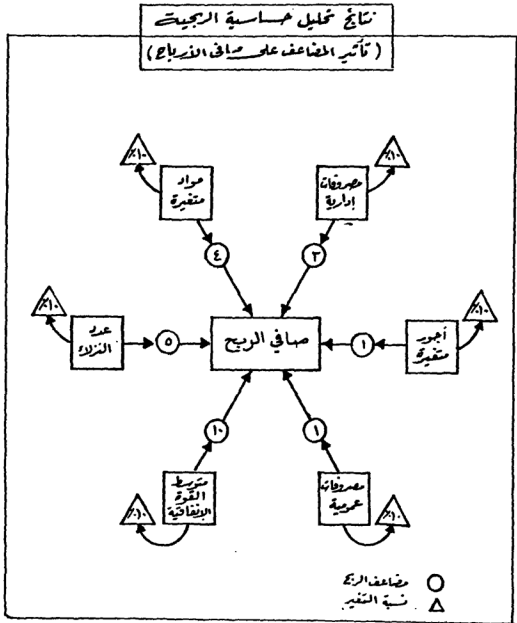 نتائج تحليل حساسية الربحية
(تأثير المضاعف على صافى الأرباح)
٪١٠
مصروفات
إدارية
٣
٪١٠
مواد
متغيرة
٤
٪١٠
أجور
متغيرة
١
صافي الربح
٪١٠
عدد
النزلاء
٥
١
مصروفات
عمومية
٪١٠
١٠
متوسط
القوة
الإنفاقية
٪١٠
مضاعف الربح
نسبة التغير